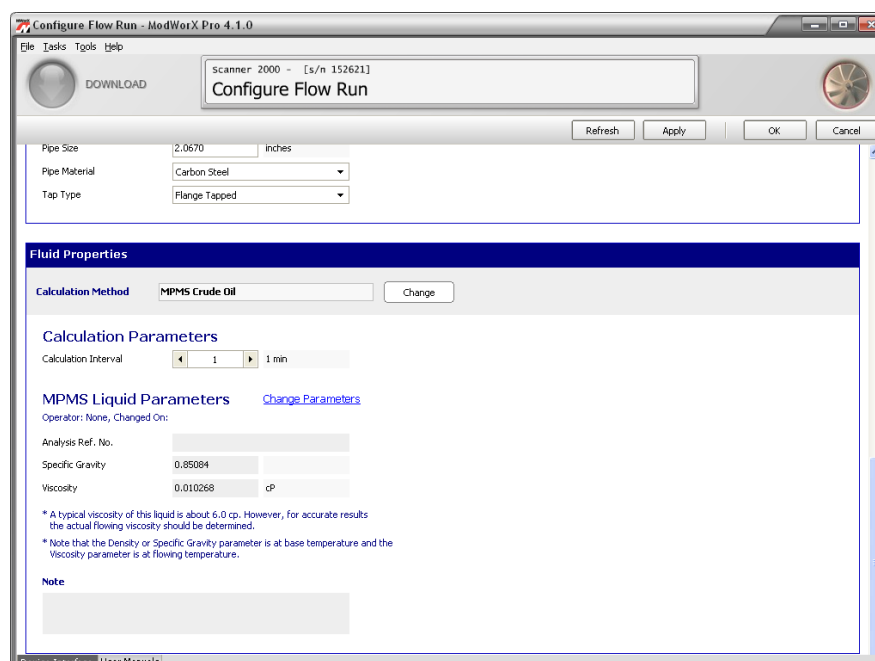 Configure Flow Run - ModWorX Pro 4.1.0
File Tasks Tools Help
DOWNLOAD
Scanner 2000 - [s/n 152621]
Configure Flow Run
Refresh Apply OK Cancel
Pipe Size 2.0670 inches
Pipe Material Carbon Steel
Tap Type Flange Tapped
Fluid Properties
Calculation Method MPMS Crude Oil Change
Calculation Parameters
Calculation Interval 1 1 min
MPMS Liquid Parameters Change Parameters
Operator: None, Changed On:
Analysis Ref. No.
Specific Gravity 0.85084
Viscosity 0.010268 cP
* A typical viscosity of this liquid is about 6.0 cp. However, for accurate results
the actual flowing viscosity should be determined.
* Note that the Density or Specific Gravity parameter is at base temperature and the
Viscosity parameter is at flowing temperature.
Note
Device Interface User Manuals